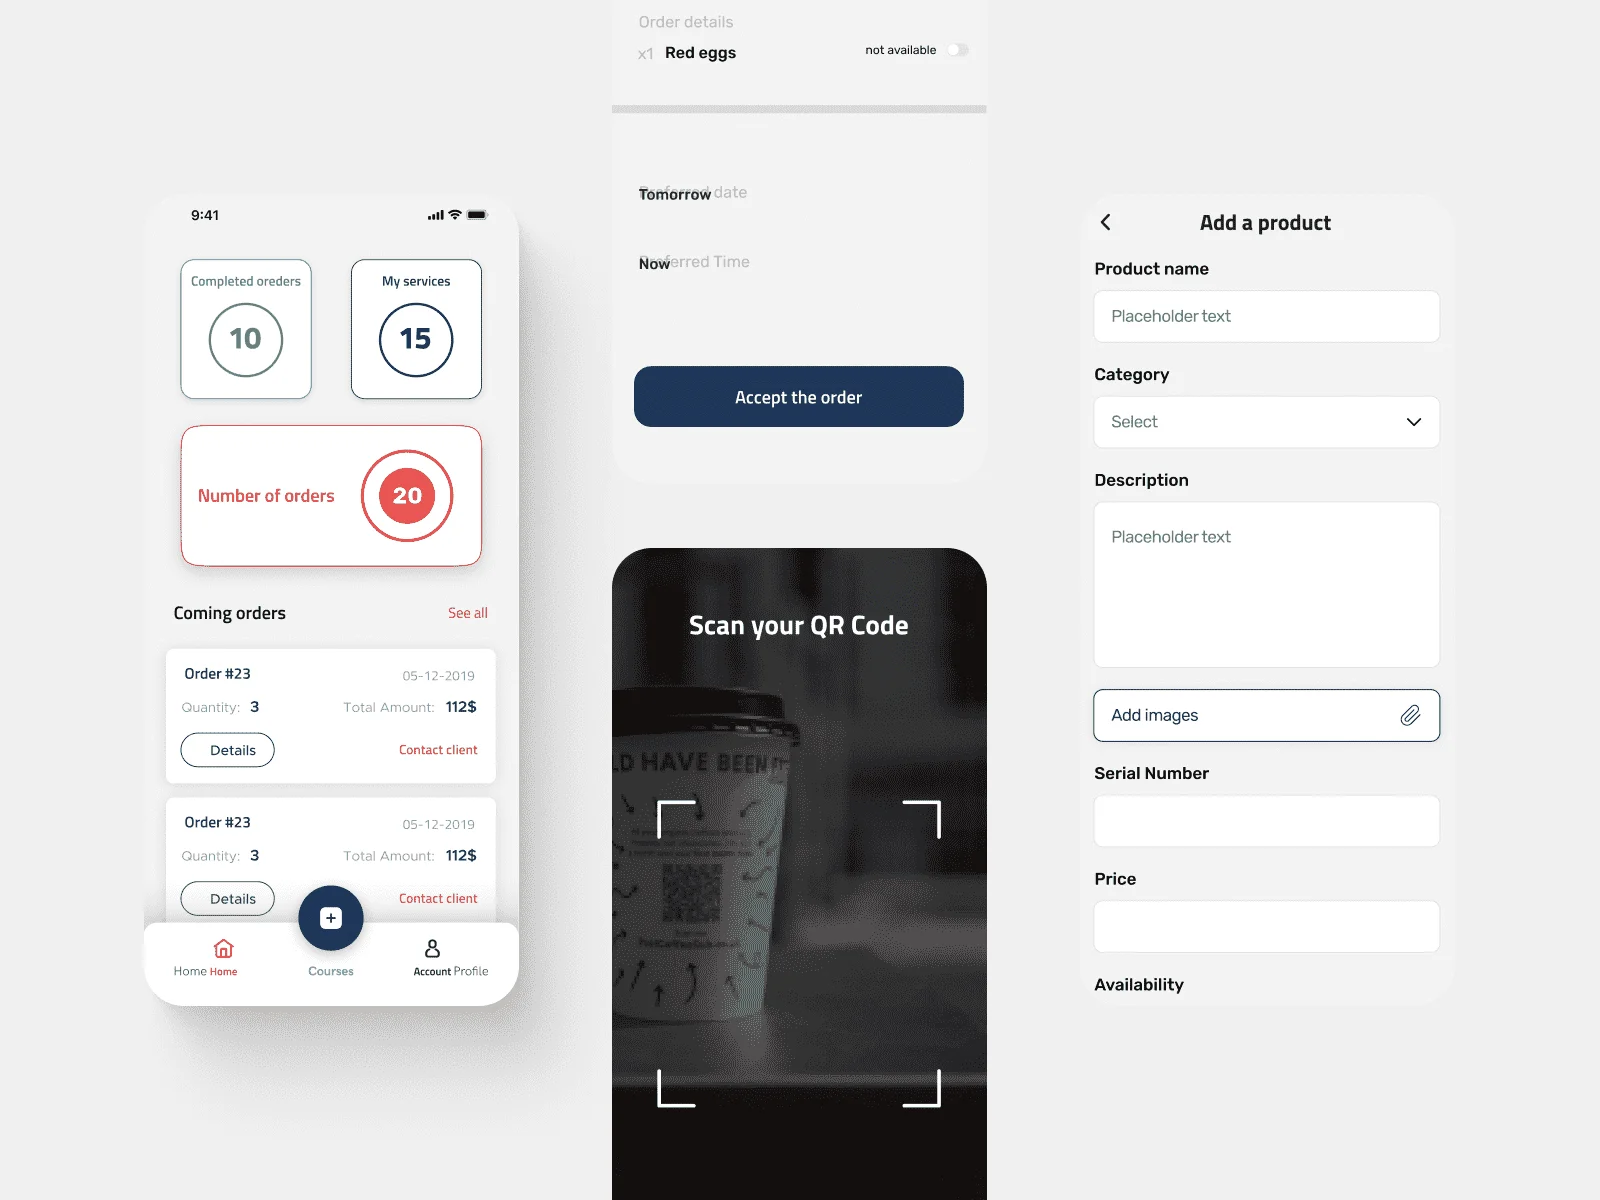 9:41
Completed oreders
10
My services
15
Number of orders
20
Coming orders
See all
Order #23
05-12-2019
Quantity: 3
Total Amount: 112$
Details
Contact client
Order #23
05-12-2019
Quantity: 3
Total Amount: 112$
Details
Contact client
Home Home
Courses
Account Profile
Order details
x1 Red eggs
not available
Preferred date
Tomorrow
Preferred Time
Now
Accept the order
Scan your QR Code
LD HAVE BEEN
Add a product
Product name
Placeholder text
Category
Select
Description
Placeholder text
Add images
Serial Number
Price
Availability